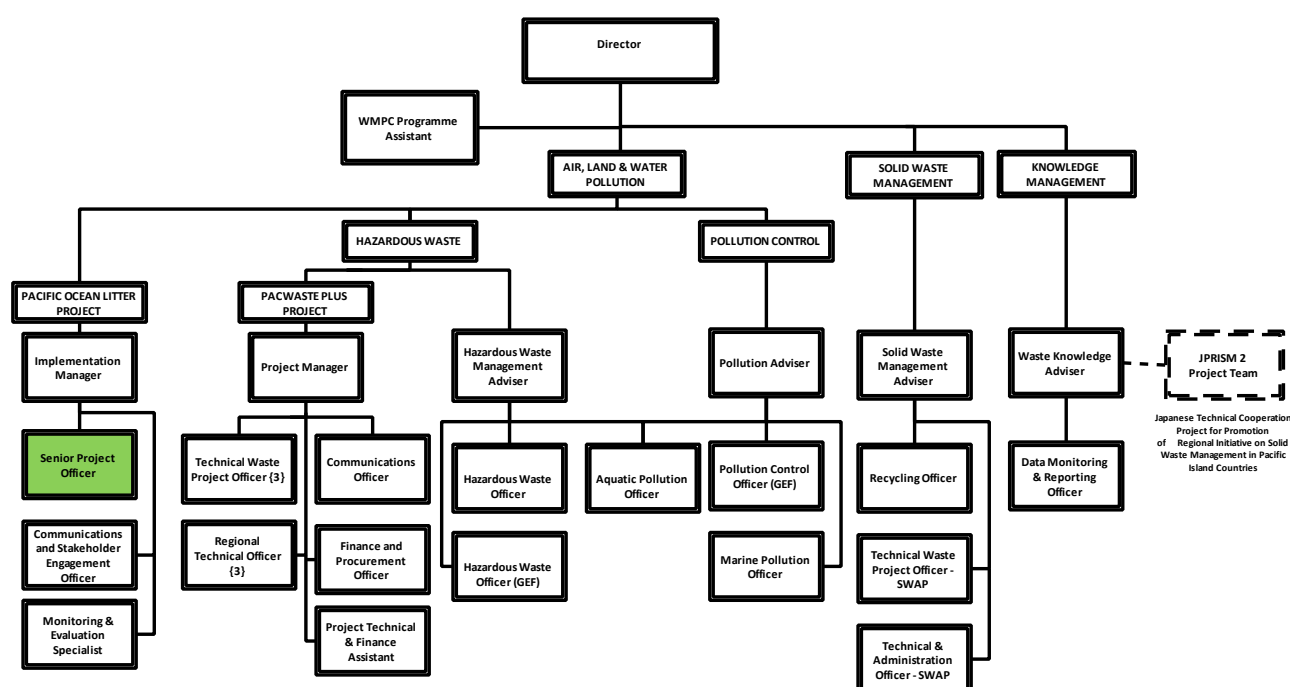 Director
WMPC Programme
Assistant
AIR, LAND & WATER
POLLUTION
SOLID WASTE
MANAGEMENT
KNOWLEDGE
MANAGEMENT
HAZARDOUS WASTE
POLLUTION CONTROL
PACIFIC OCEAN LITTER
PROJECT
PACWASTE PLUS
PROJECT
Implementation
Manager
Project Manager
Hazardous Waste
Management
Adviser
Pollution Adviser
Solid Waste
Management
Adviser
Waste Knowledge
Adviser
JPRISM 2
Project Team
Japanese Technical Cooperation
Project for Promotion
of Regional Initiative on Solid
Waste Management in Pacific
Island Countries
Senior Project
Officer
Technical Waste
Project Officer {3}
Communications
Officer
Hazardous Waste
Officer
Aquatic Pollution
Officer
Pollution Control
Officer (GEF)
Recycling Officer
Data Monitoring
& Reporting
Officer
Communications
and Stakeholder
Engagement
Officer
Regional
Technical Officer
{3}
Finance and
Procurement
Officer
Hazardous Waste
Officer (GEF)
Marine Pollution
Officer
Technical Waste
Project Officer -
SWAP
Monitoring &
Evaluation
Specialist
Project Technical
& Finance
Assistant
Technical &
Administration
Officer - SWAP